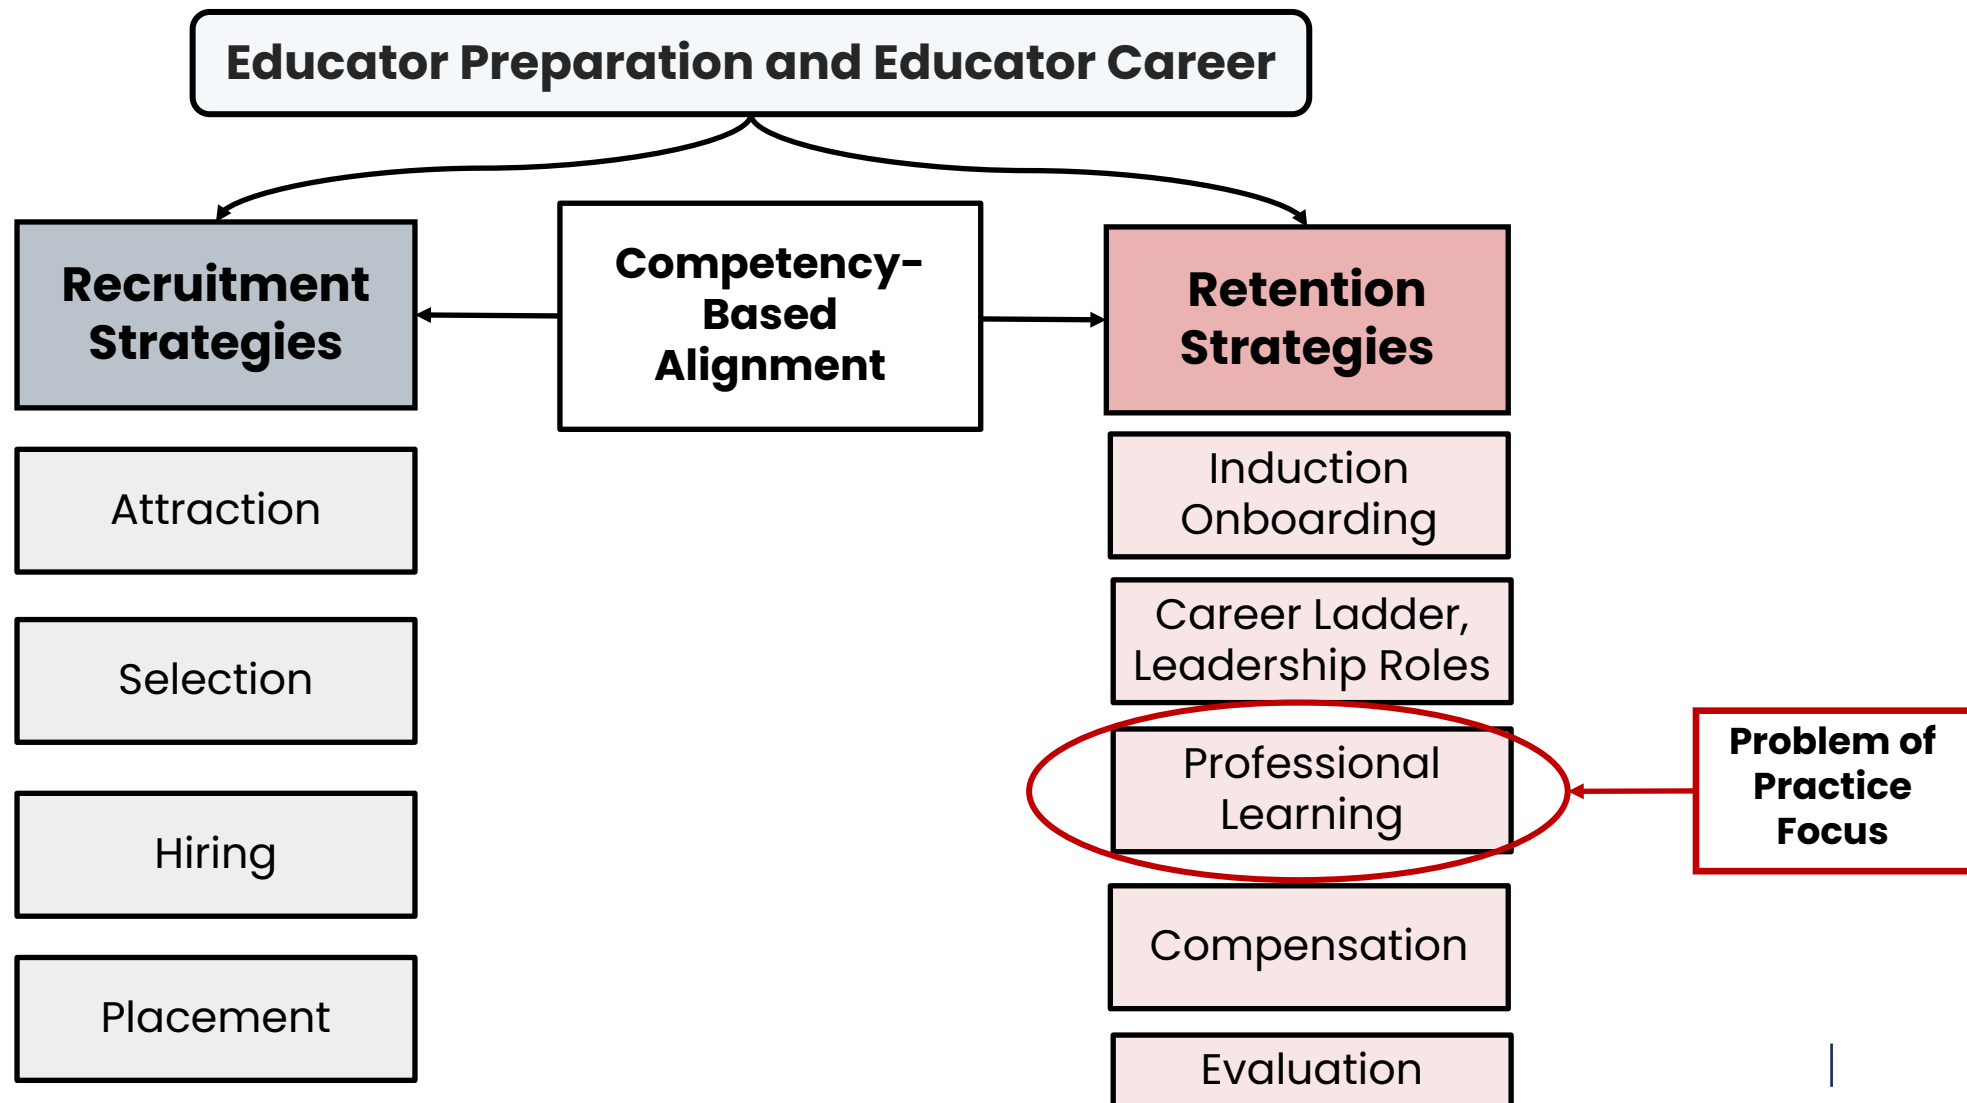 Educator Preparation and Educator Career
Recruitment
Strategies
Competency-
Based
Alignment
Retention
Strategies
Attraction
Selection
Hiring
Placement
Induction
Onboarding
Career Ladder,
Leadership Roles
Professional
Learning
Compensation
Evaluation
Problem of
Practice
Focus